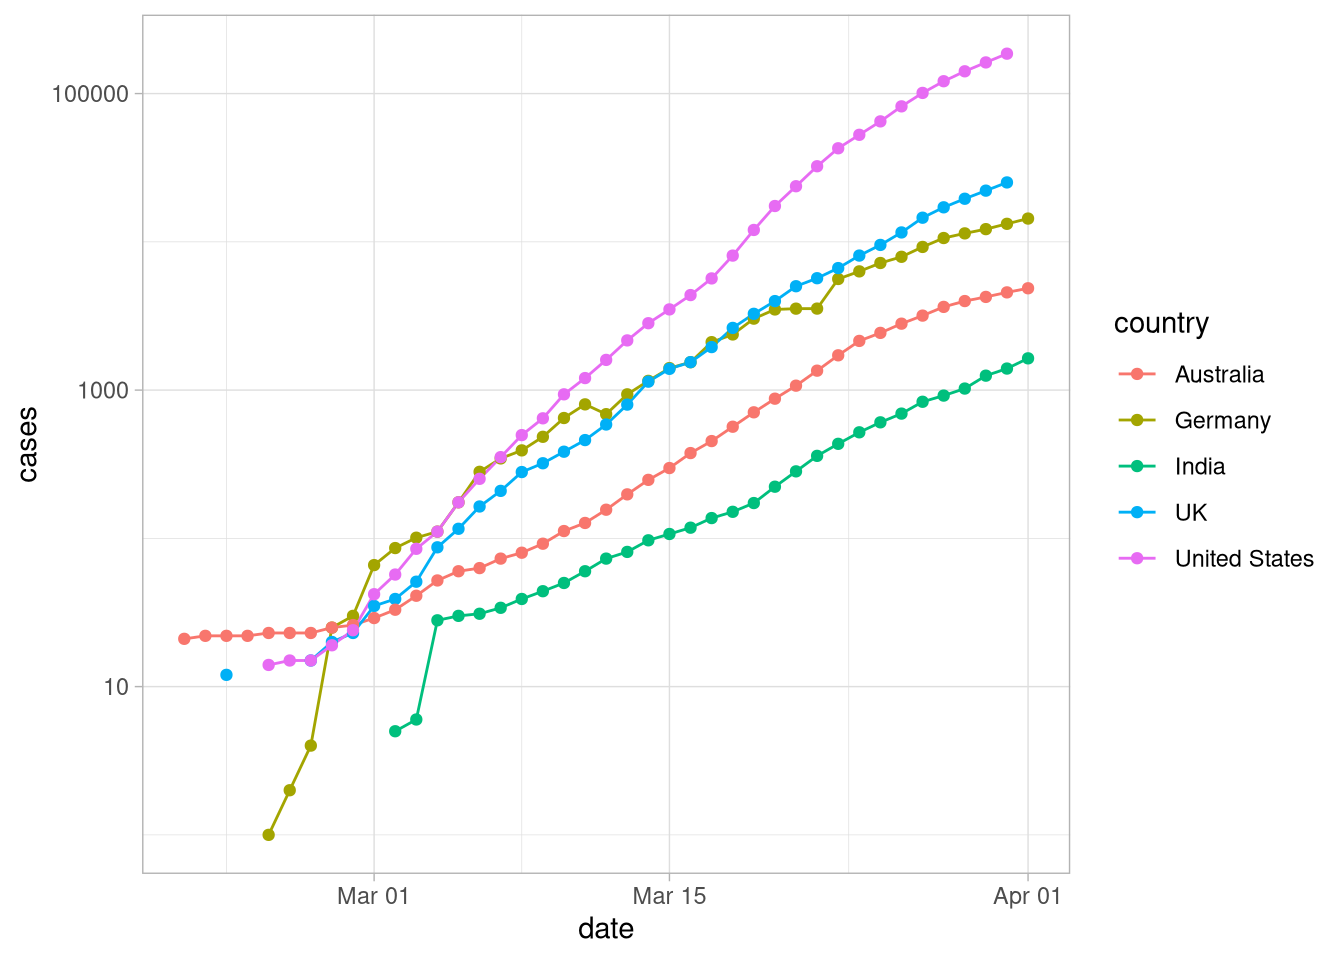 100000
1000
10
cases
Mar 01
Mar 15
Apr 01
date
country
Australia
Germany
India
UK
United States